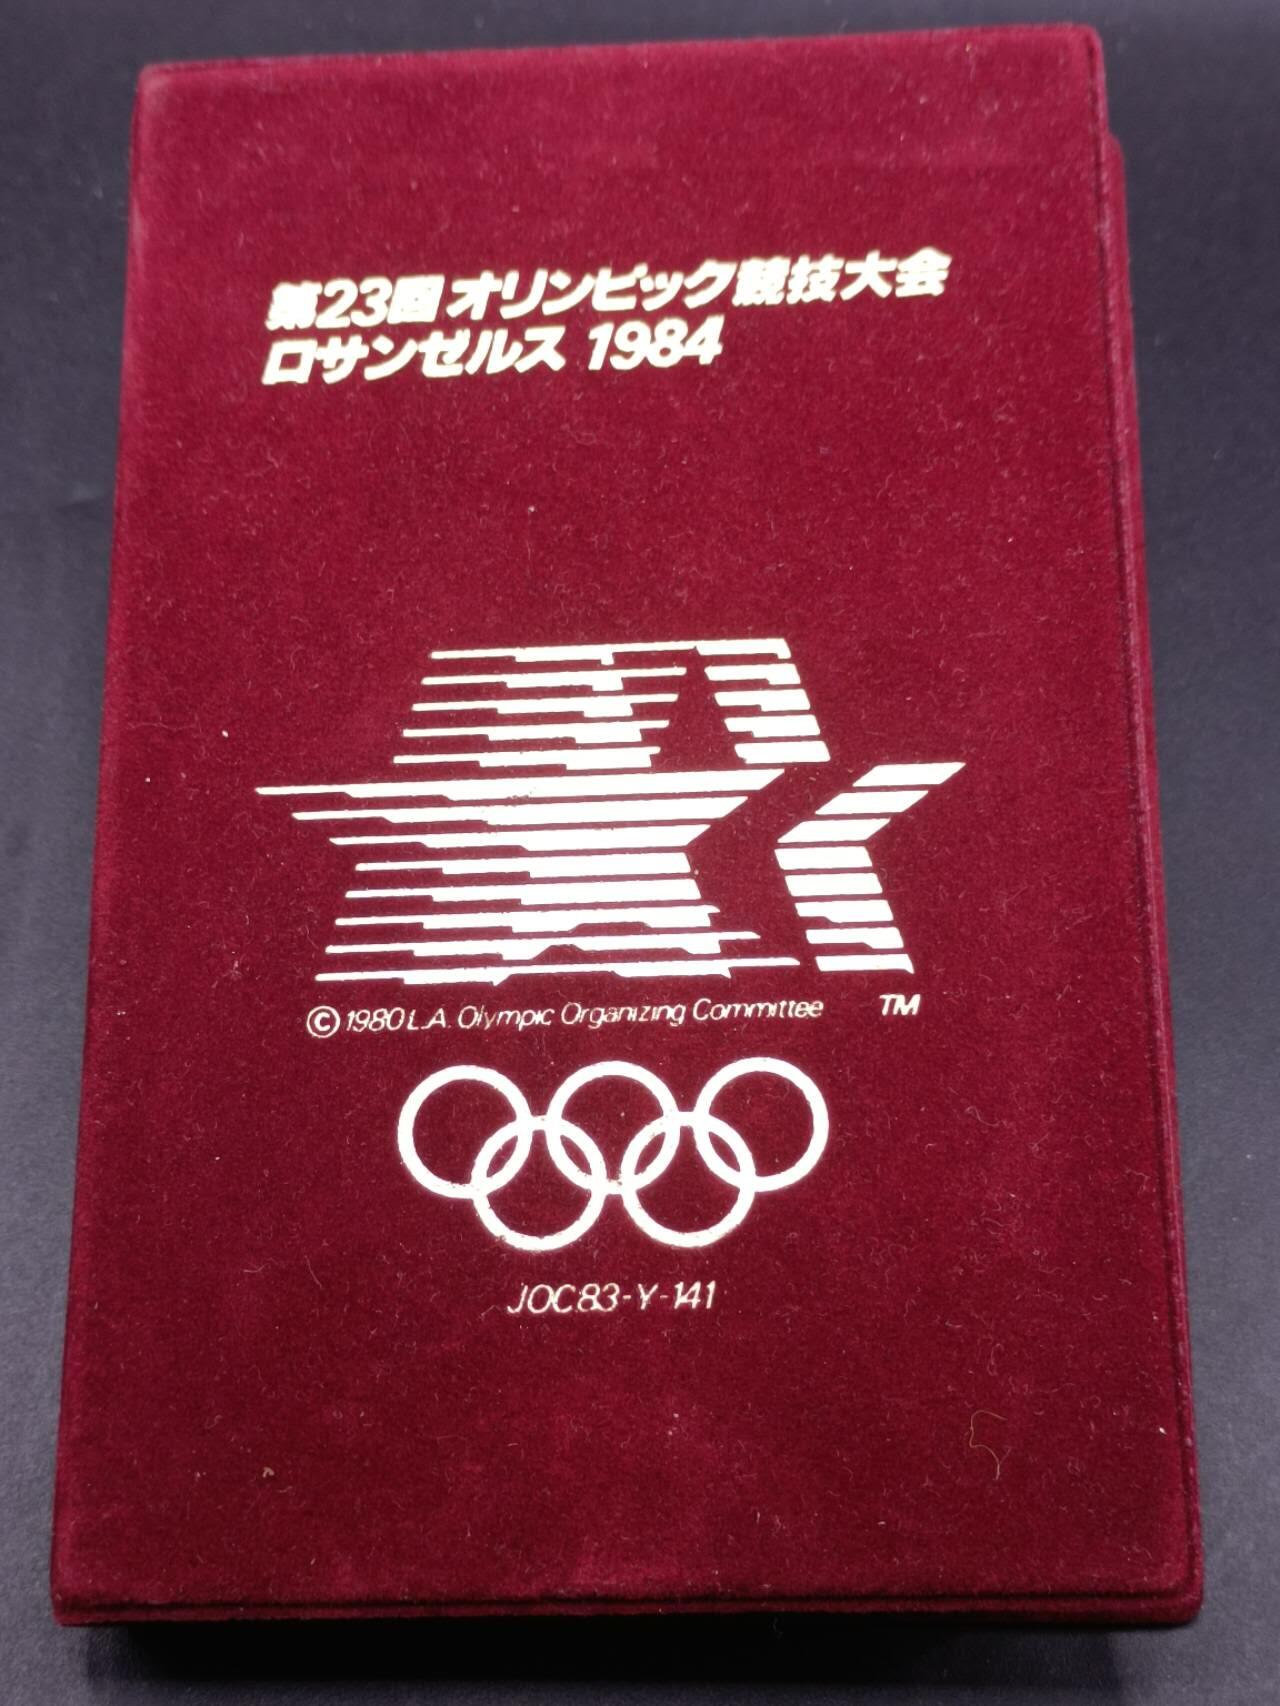 第23回オリンピック競技大会
ロサンゼルス 1984
©1980 L.A. Olympic Organizing Committee TM
JOC83-Y-141